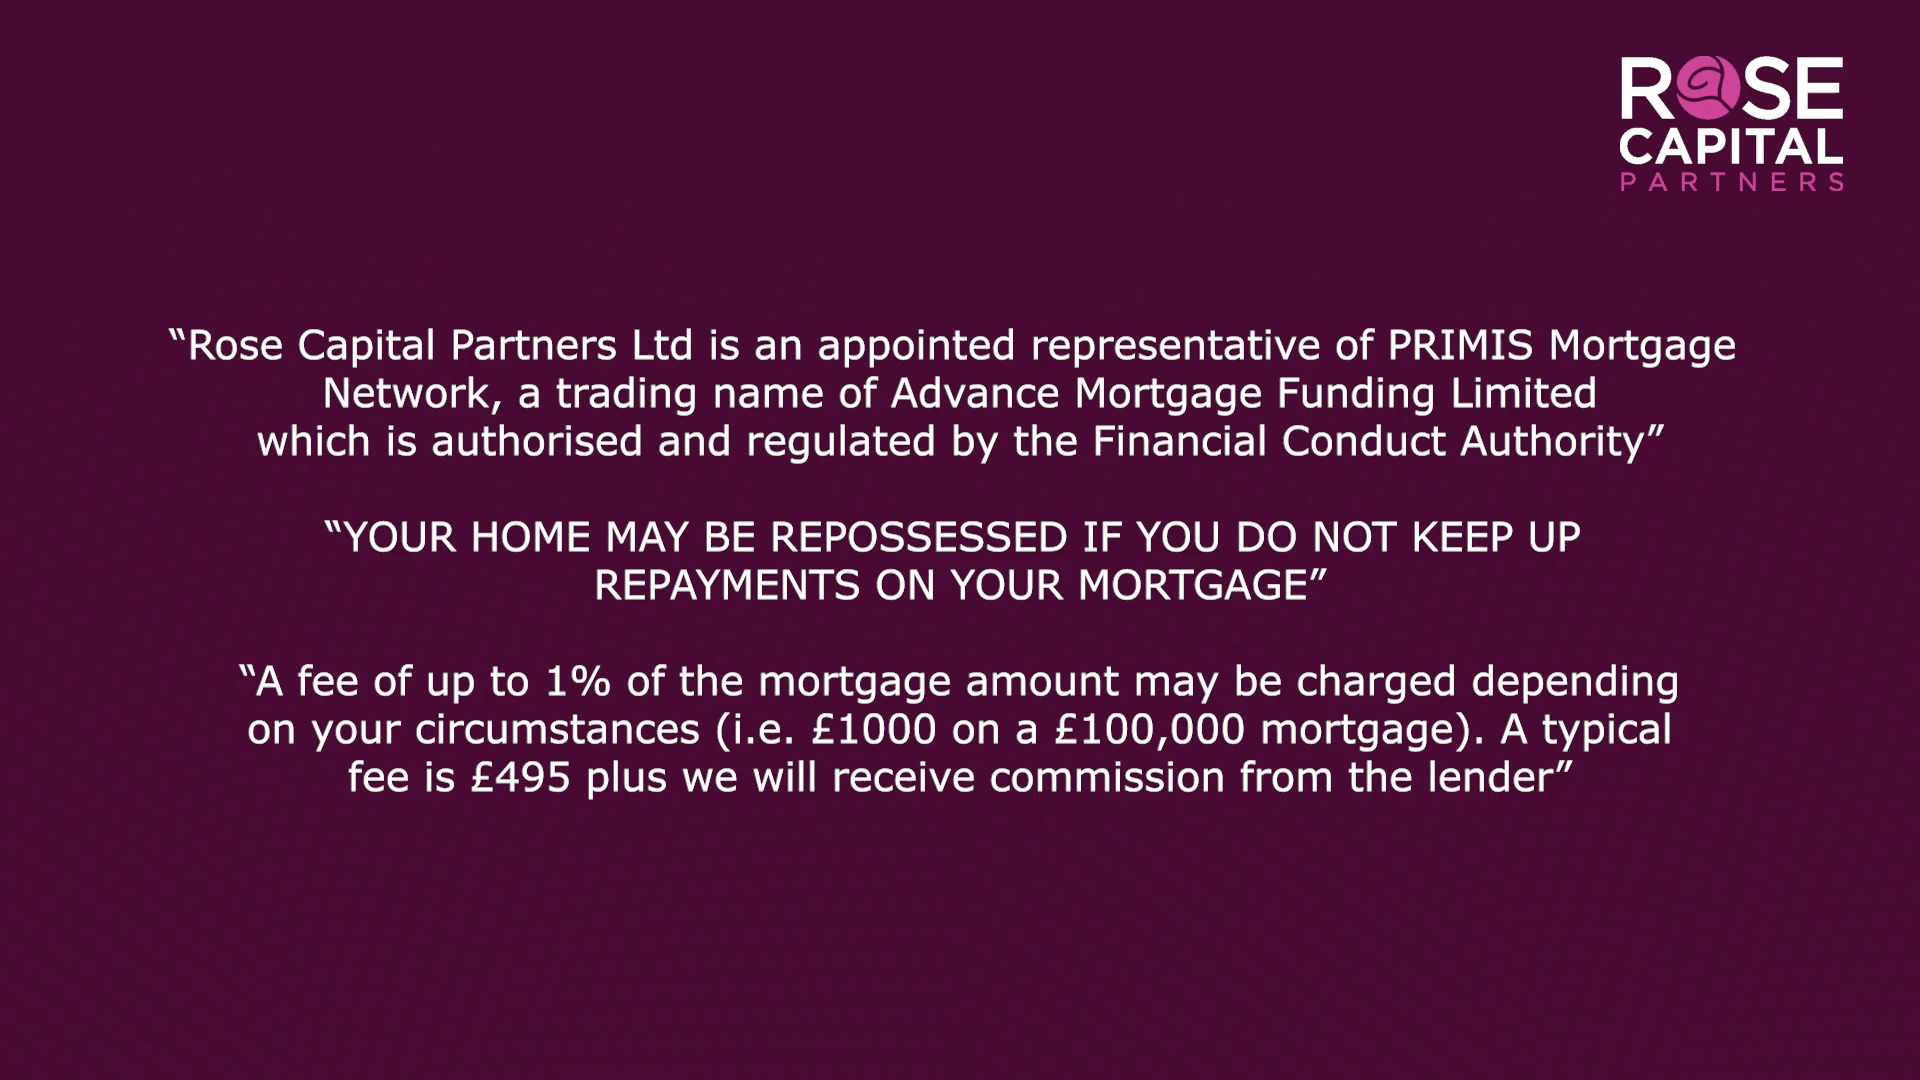 ROSE
CAPITAL
PARTNERS
“Rose Capital Partners Ltd is an appointed representative of PRIMIS Mortgage
Network, a trading name of Advance Mortgage Funding Limited
which is authorised and regulated by the Financial Conduct Authority”
“YOUR HOME MAY BE REPOSSESSED IF YOU DO NOT KEEP UP
REPAYMENTS ON YOUR MORTGAGE”
“A fee of up to 1% of the mortgage amount may be charged depending
on your circumstances (i.e. £1000 on a £100,000 mortgage). A typical
fee is £495 plus we will receive commission from the lender”